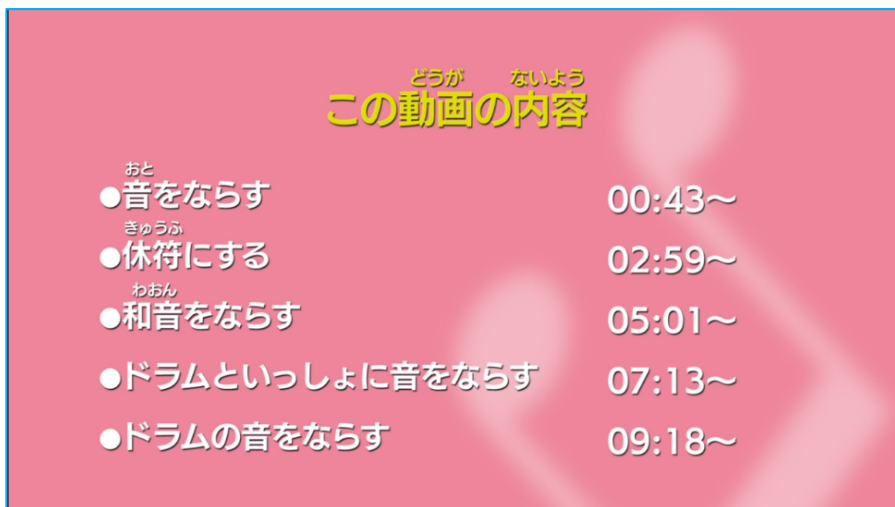 どうが ないよう
この動画の内容
おと
●音をならす 00:43～
きゅうふ
●休符にする 02:59～
わおん
●和音をならす 05:01～
●ドラムといっしょに音をならす 07:13～
●ドラムの音をならす 09:18～